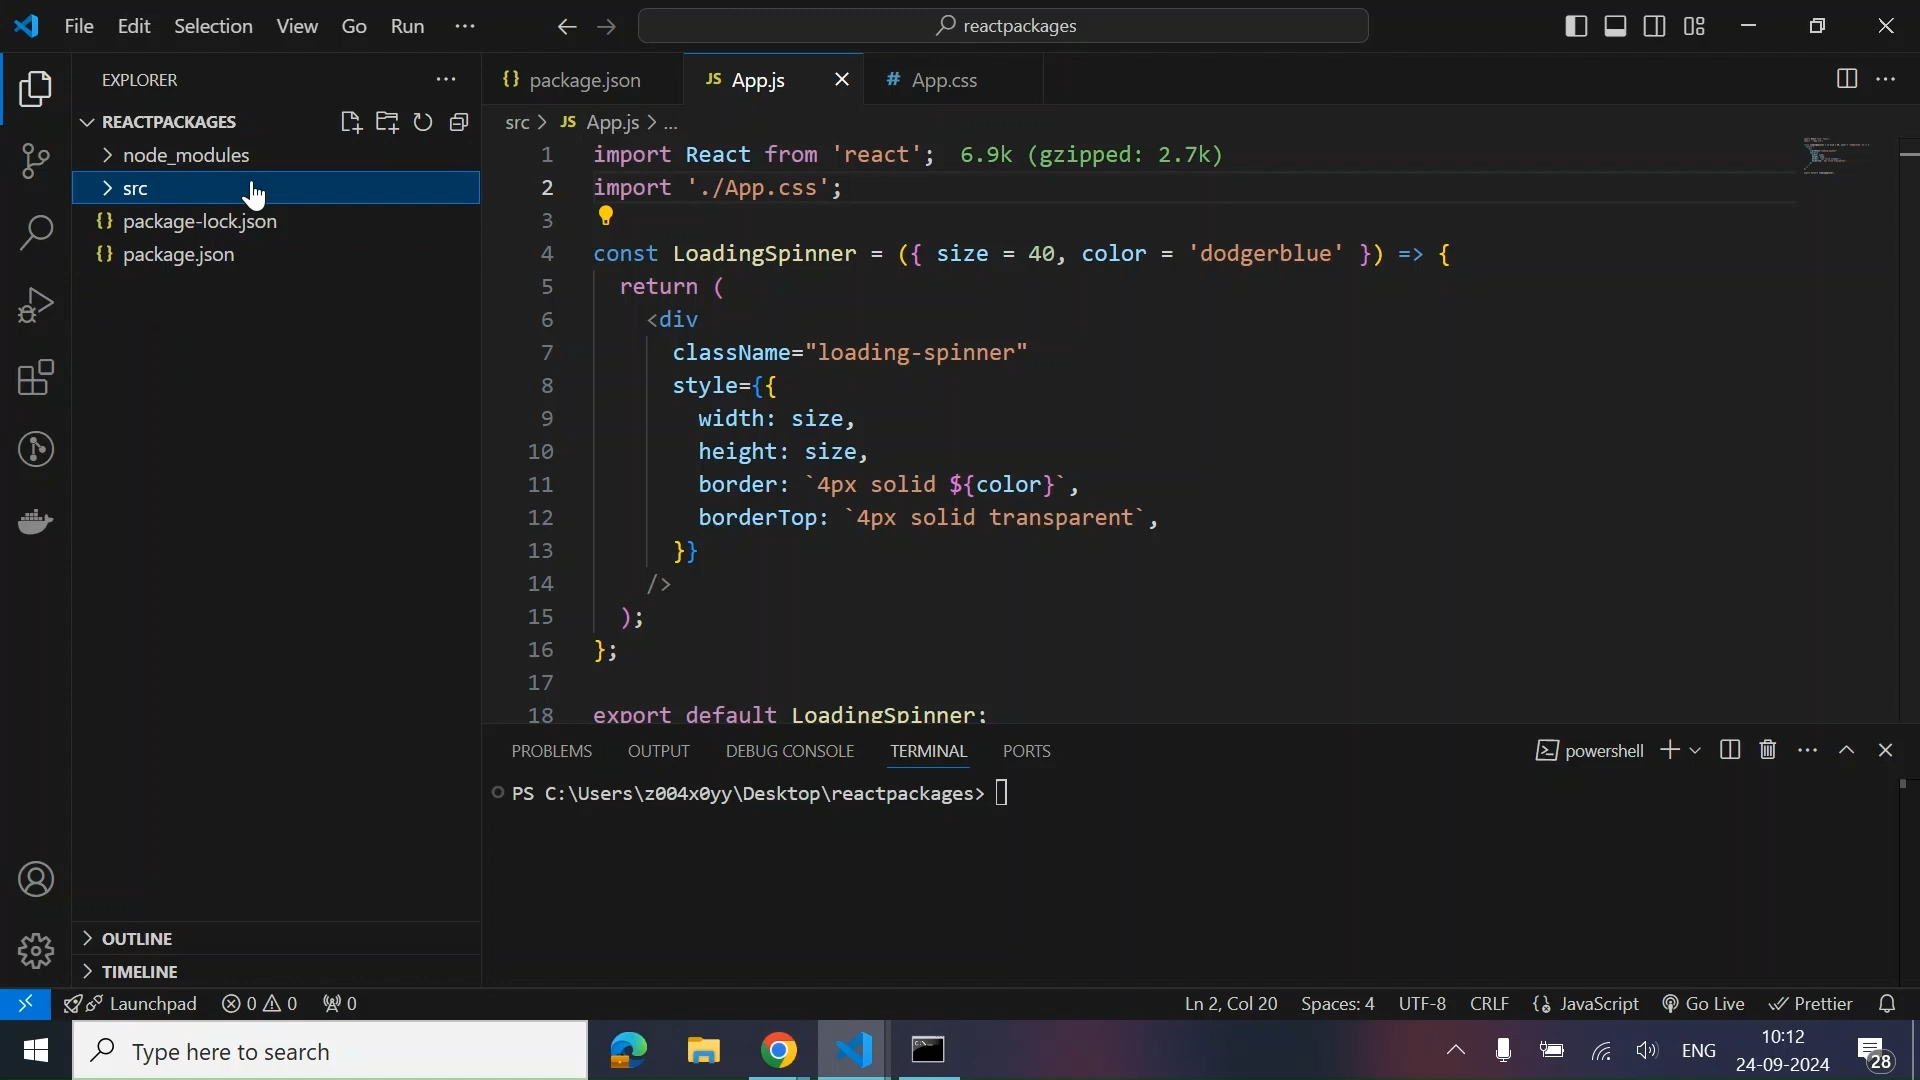 File Edit Selection View Go Run ···
reactpackages
EXPLORER
REACTPACKAGES
node_modules
src
{} package-lock.json
{} package.json
OUTLINE
TIMELINE
{} package.json
JS App.js
# App.css
src > JS App.js > ...
1 import React from 'react'; 6.9k (gzipped: 2.7k)
2 import './App.css';
3
4 const LoadingSpinner = ({ size = 40, color = 'dodgerblue' }) => {
5 return (
6 <div
7 className="loading-spinner"
8 style={{
9 width: size,
10 height: size,
11 border: `4px solid ${color}`,
12 borderTop: `4px solid transparent`,
13 }}
14 />
15 );
16 };
17
18 export default LoadingSpinner;
PROBLEMS OUTPUT DEBUG CONSOLE TERMINAL PORTS
powershell
PS C:\Users\z004x0yy\Desktop\reactpackages>
Launchpad 0 0 0
Ln 2, Col 20 Spaces: 4 UTF-8 CRLF {} JavaScript Go Live Prettier
Type here to search
ENG
10:12
24-09-2024
28